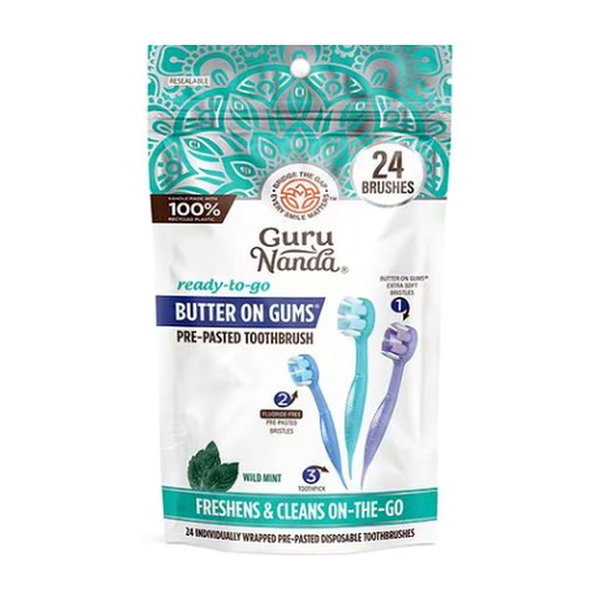 RESEALABLE
24
BRUSHES
BRIDGE THE GAP
EVERY SMILE MATTERS
TM
HANDLE MADE WITH
100%
RECYCLED PLASTIC
Guru
Nanda®
ready-to-go
BUTTER ON GUMS®
PRE-PASTED TOOTHBRUSH
BUTTER ON GUMS™
EXTRA SOFT
BRISTLES
1
2
FLUORIDE-FREE
PRE-PASTED
BRISTLES
WILD MINT
3
TOOTHPICK
FRESHENS & CLEANS ON-THE-GO
24 INDIVIDUALLY WRAPPED PRE-PASTED DISPOSABLE TOOTHBRUSHES